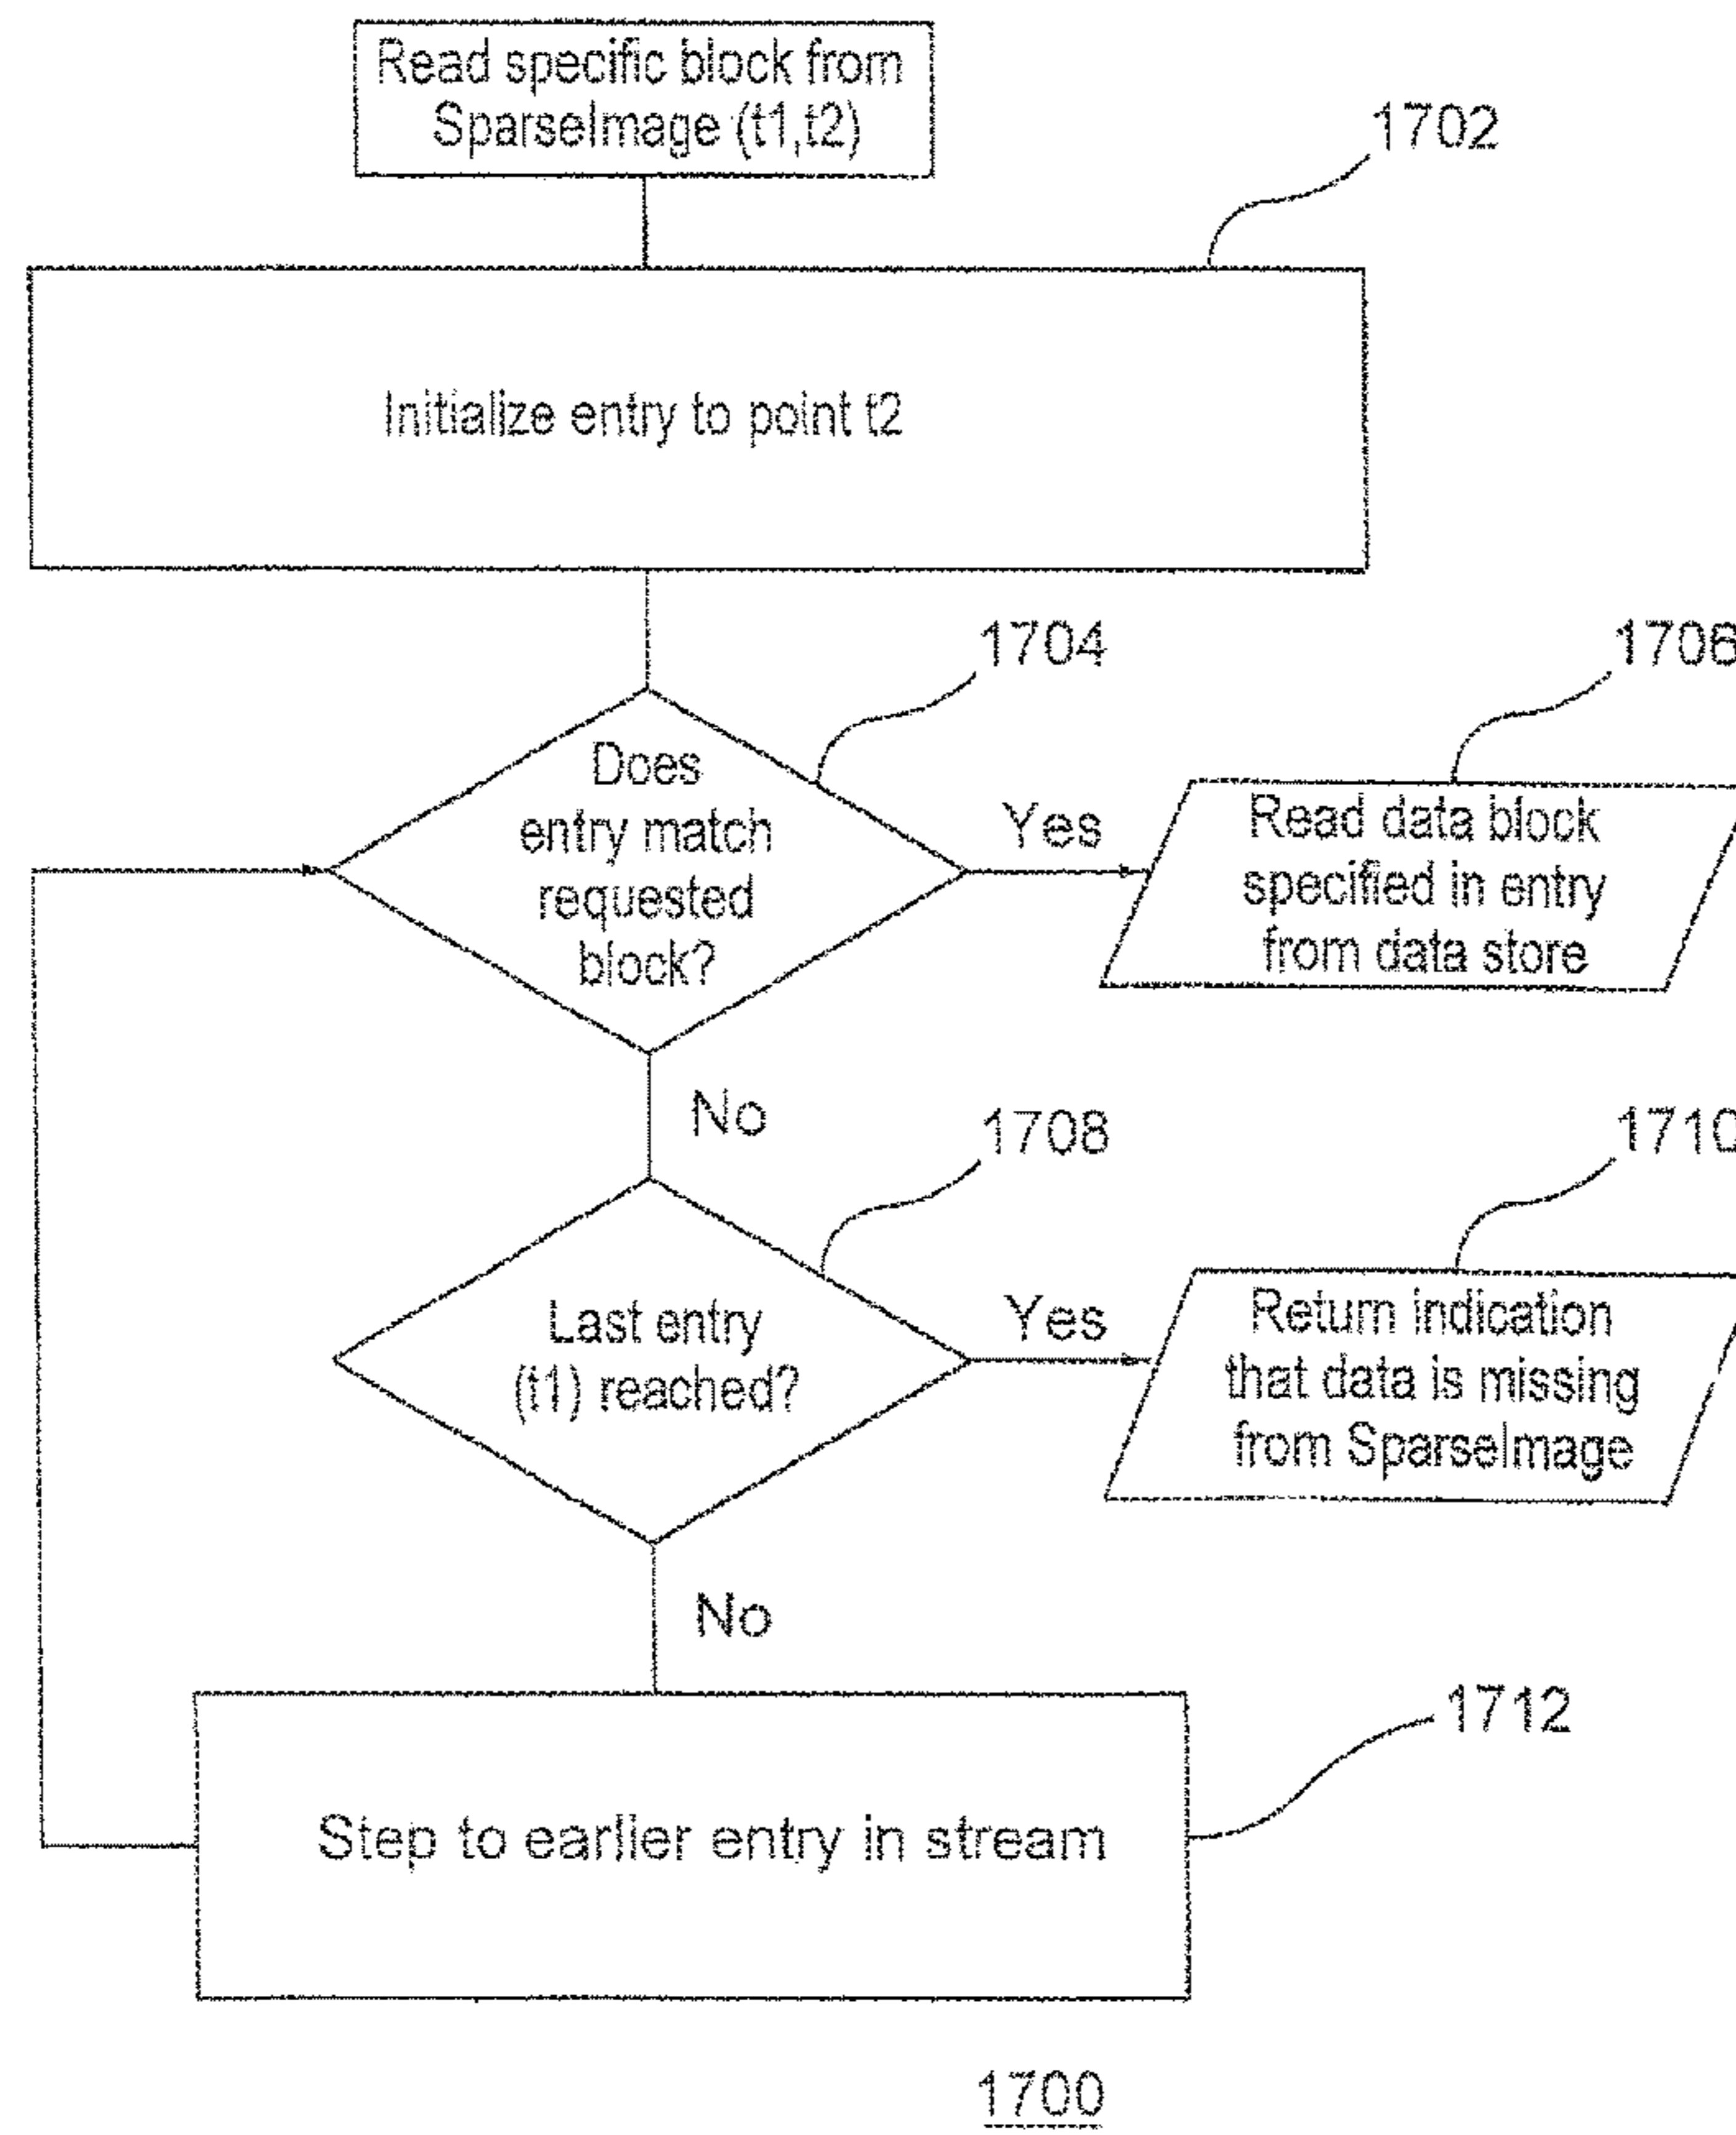 Read specific block from
SparseImage (t1,t2)
1702
Initialize entry to point t2
1704
1706
Does
entry match
requested
block?
Yes
Read data block
specified in entry
from data store
No
1708
1710
Last entry
(t1) reached?
Yes
Return indication
that data is missing
from SparseImage
No
1712
Step to earlier entry in stream
1700